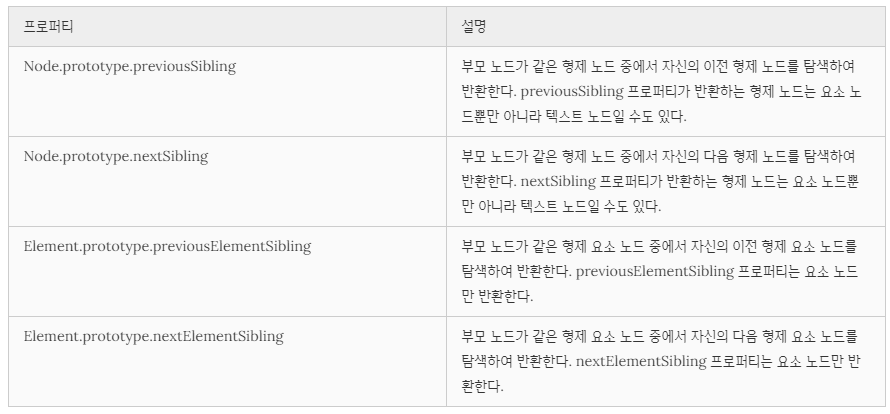 프로퍼티
설명
Node.prototype.previousSibling
부모 노드가 같은 형제 노드 중에서 자신의 이전 형제 노드를 탐색하여
반환한다. previousSibling 프로퍼티가 반환하는 형제 노드는 요소 노
드뿐만 아니라 텍스트 노드일 수도 있다.
Node.prototype.nextSibling
부모 노드가 같은 형제 노드 중에서 자신의 다음 형제 노드를 탐색하여
반환한다. nextSibling 프로퍼티가 반환하는 형제 노드는 요소 노드뿐
만 아니라 텍스트 노드일 수도 있다.
Element.prototype.previousElementSibling
부모 노드가 같은 형제 요소 노드 중에서 자신의 이전 형제 요소 노드를
탐색하여 반환한다. previousElementSibling 프로퍼티는 요소 노드
만 반환한다.
Element.prototype.nextElementSibling
부모 노드가 같은 형제 요소 노드 중에서 자신의 다음 형제 요소 노드를
탐색하여 반환한다. nextElementSibling 프로퍼티는 요소 노드만 반
환한다.